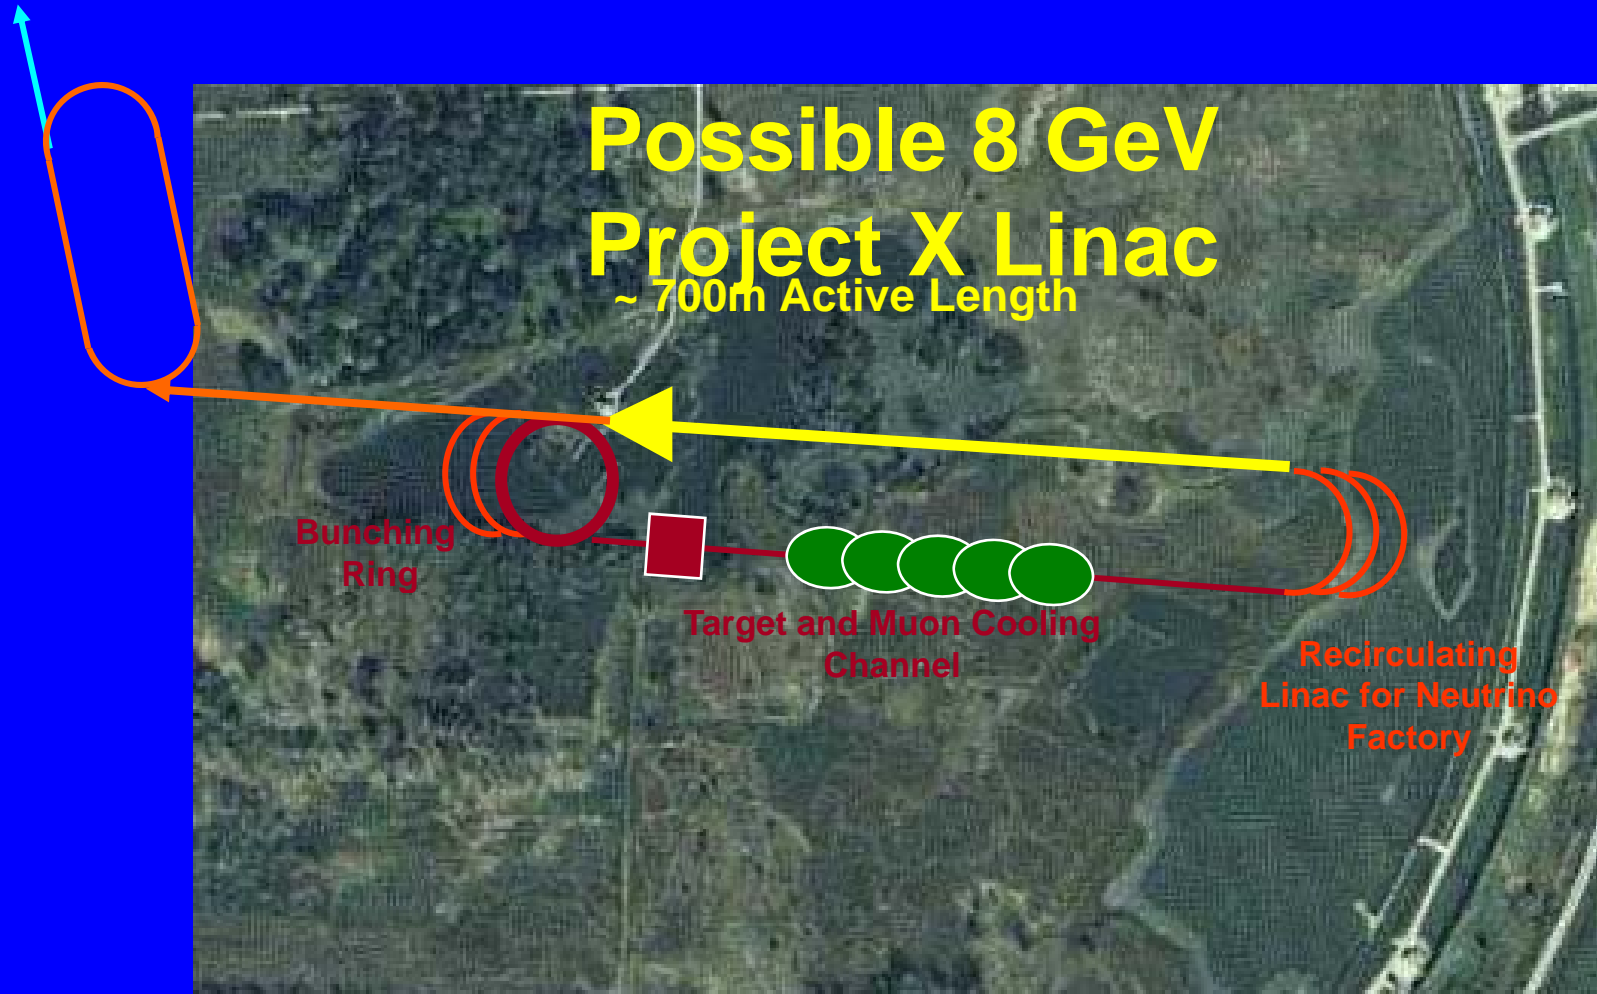 Possible 8 GeV
Project X Linac
~ 700m Active Length
Bunching
Ring
Target and Muon Cooling
Channel
Recirculating
Linac for Neutrino
Factory